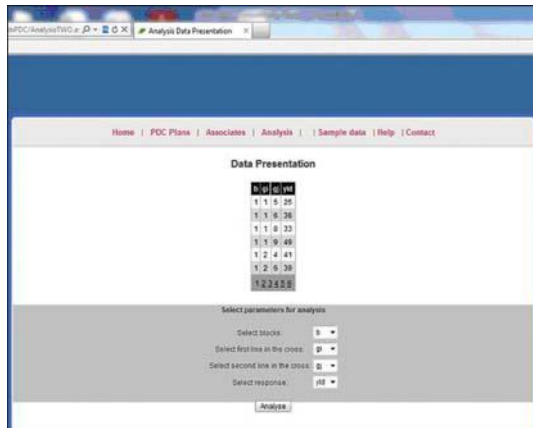 Analysis Data Presentation
Home | PDC Plans | Associates | Analysis | | Sample data | Help | Contact
Data Presentation
b gi gj yld
1 1 5 25
1 1 6 36
1 1 8 33
1 1 9 49
1 2 4 41
1 2 6 39
1 2 3 4 5 6
Select parameters for analysis
Select blocks: b
Select first line in the cross: gi
Select second line in the cross: gj
Select response: yld
Analyse